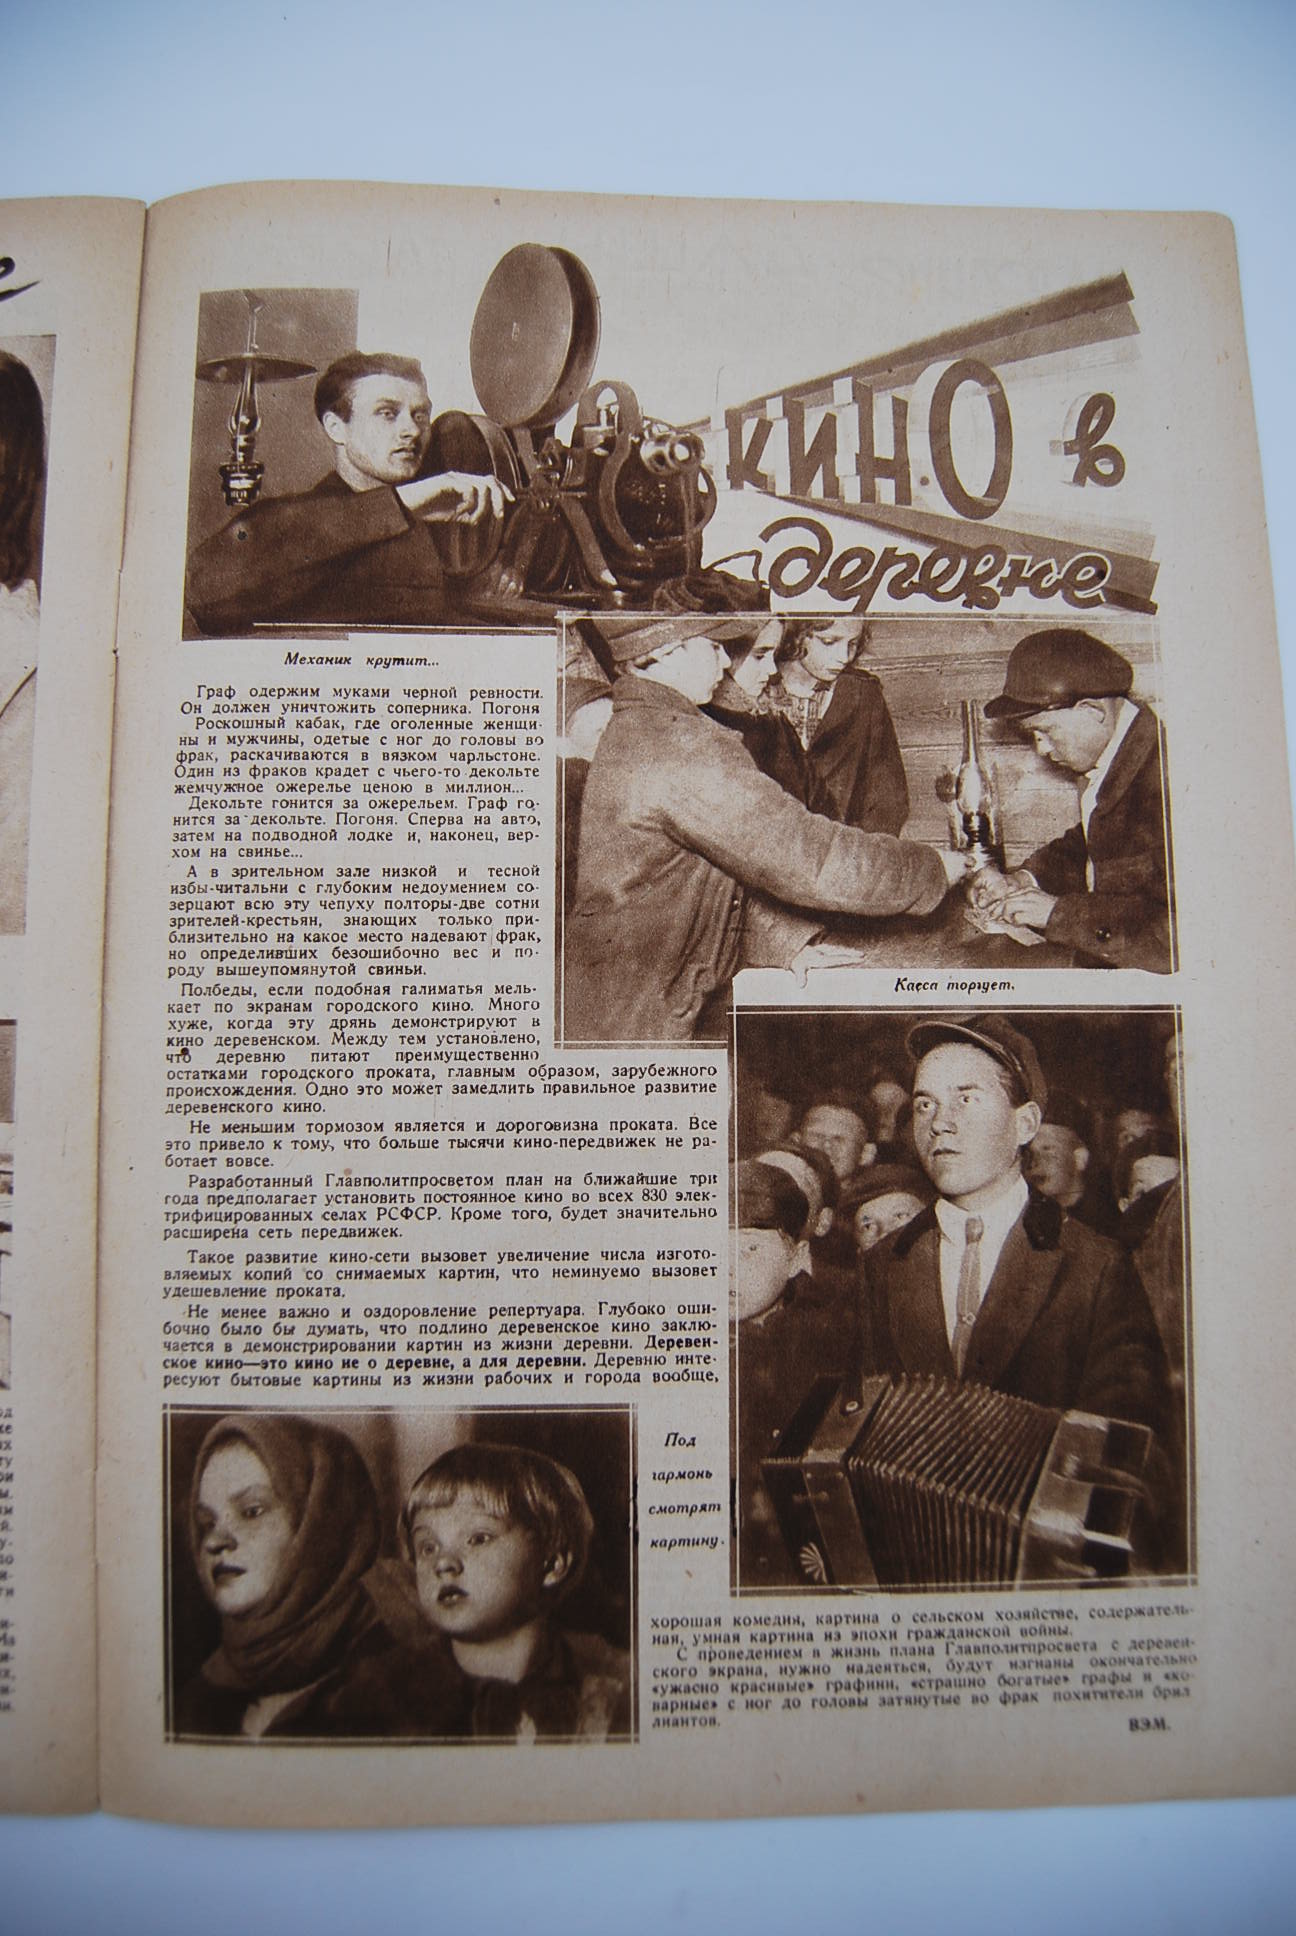 КИНО в
деревне
Механик крутит...
Граф одержим муками черной ревности.
Он должен уничтожить соперника. Погоня
Роскошный кабак, где оголенные женщи-
ны и мужчины, одетые с ног до головы во
фрак, раскачиваются в вязком чарльстоне.
Один из фраков крадет с чьего-то декольте
жемчужное ожерелье ценою в миллион...
Декольте гонится за ожерельем. Граф го-
нится за декольте. Погоня. Сперва на авто,
затем на подводной лодке и, наконец, вер-
хом на свинье...
А в зрительном зале низкой и тесной
избы-читальни с глубоким недоумением со-
зерцают всю эту чепуху полторы-две сотни
зрителей-крестьян, знающих только при-
близительно на какое место надевают фрак,
но определивших безошибочно вес и по-
роду вышеупомянутой свиньи.
Полбеды, если подобная галиматья мель-
кает по экранам городского кино. Много
хуже, когда эту дрянь демонстрируют в
кино деревенском. Между тем установлено,
что деревню питают преимущественно
остатками городского проката, главным образом, зарубежного
происхождения. Одно это может замедлить правильное развитие
деревенского кино.
Не меньшим тормозом является и дороговизна проката. Все
это привело к тому, что больше тысячи кино-передвижек не ра-
ботает вовсе.
Разработанный Главполитпросветом план на ближайшие три
года предполагает установить постоянное кино во всех 830 элек-
трифицированных селах РСФСР. Кроме того, будет значительно
расширена сеть передвижек.
Такое развитие кино-сети вызовет увеличение числа изгото-
вляемых копий со снимаемых картин, что неминуемо вызовет
удешевление проката.
Не менее важно и оздоровление репертуара. Глубоко оши-
бочно было бы думать, что подлино деревенское кино заклю-
чается в демонстрировании картин из жизни деревни. Деревен-
ское кино—это кино не о деревне, а для деревни. Деревню инте-
ресуют бытовые картины из жизни рабочих и города вообще,
Касса торгует.
Под
гармонь
смотрят
картину.
хорошая комедия, картина о сельском хозяйстве, содержатель-
ная, умная картина из эпохи гражданской войны.
С проведением в жизнь плана Главполитпросвета с деревен-
ского экрана, нужно надеяться, будут изгнаны окончательно
«ужасно красивые» графини, «страшно богатые» графы и «ко-
варные» с ног до головы затянутые во фрак похитители брил
лиантов.
ВЭМ.